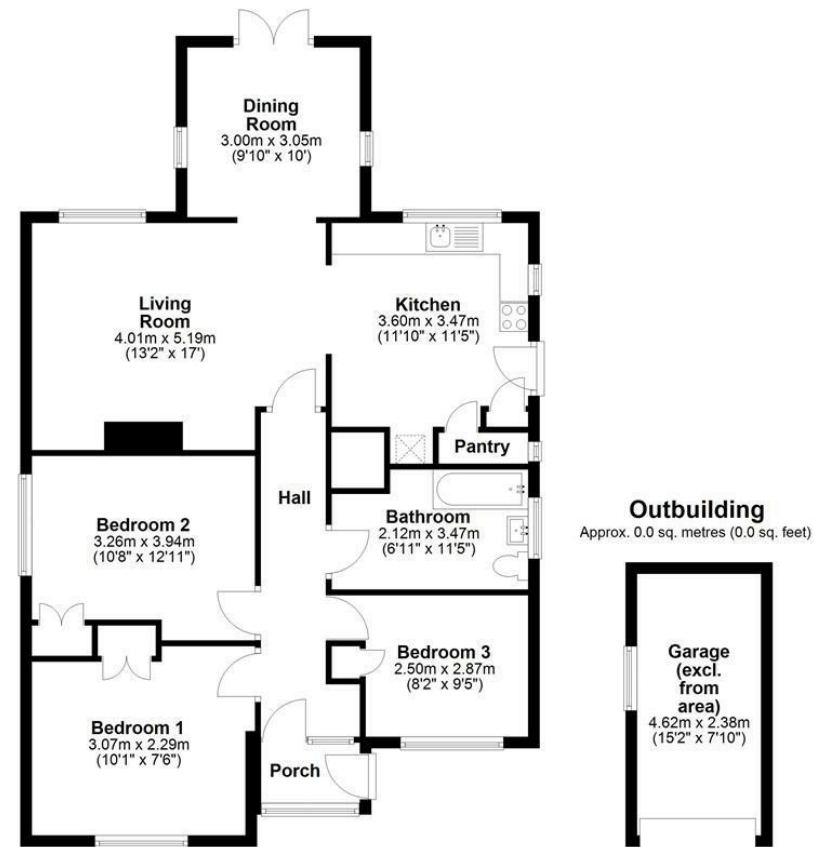 Dining
Room
3.00m x 3.05m
(9'10" x 10')
Living
Room
4.01m x 5.19m
(13'2" x 17')
Kitchen
3.60m x 3.47m
(11'10" x 11'5")
Pantry
Hall
Bathroom
2.12m x 3.47m
(6'11" x 11'5")
Bedroom 2
3.26m x 3.94m
(10'8" x 12'11")
Bedroom 3
2.50m x 2.87m
(8'2" x 9'5")
Bedroom 1
3.07m x 2.29m
(10'1" x 7'6")
Porch
Outbuilding
Approx. 0.0 sq. metres (0.0 sq. feet)
Garage
(excl.
from
area)
4.62m x 2.38m
(15'2" x 7'10")